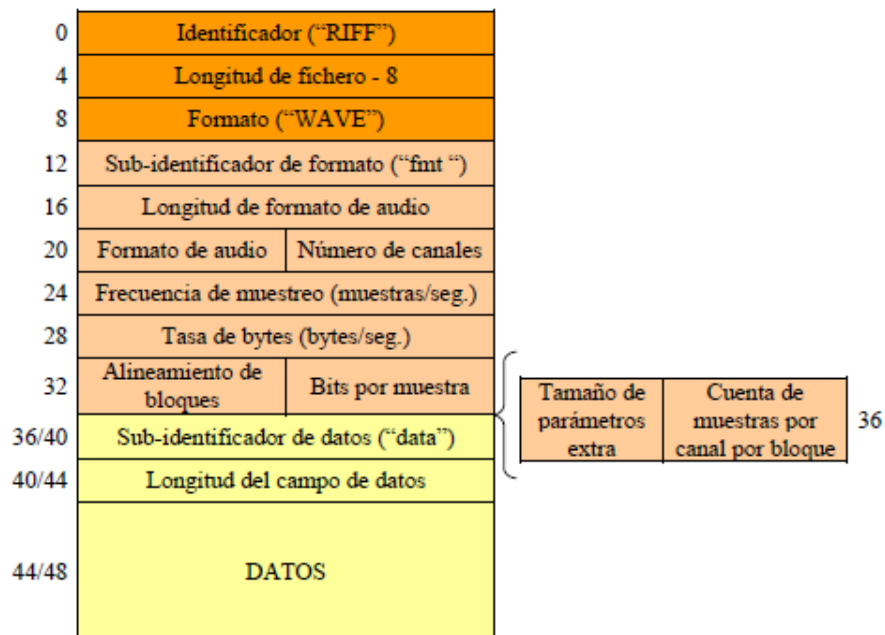 0
Identificador (“RIFF”)
4
Longitud de fichero - 8
8
Formato (“WAVE”)
12
Sub-identificador de formato (“fmt “)
16
Longitud de formato de audio
20
Formato de audio
Número de canales
24
Frecuencia de muestreo (muestras/seg.)
28
Tasa de bytes (bytes/seg.)
32
Alineamiento de
bloques
Bits por muestra
Tamaño de
parámetros
extra
Cuenta de
muestras por
canal por bloque
36
36/40
Sub-identificador de datos (“data”)
40/44
Longitud del campo de datos
44/48
DATOS